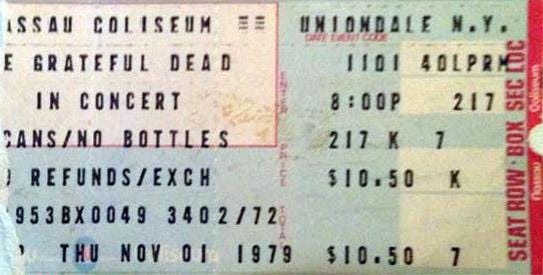 ASSAU COLISEUM UNIONDALE N.Y.
DATE EVENT CODE
E GRATEFUL DEAD 1101 40LPRM
IN CONCERT 8:00P 217
CANS/NO BOTTLES 217 K 7
REFUNDS/EXCH $10.50 K
953BX0049 3402/72
THU NOV 01 1979 $10.50 7
ENTER PRICE TOTAL
SEAT ROW·BOX SEC LOC
Nassau Coliseum